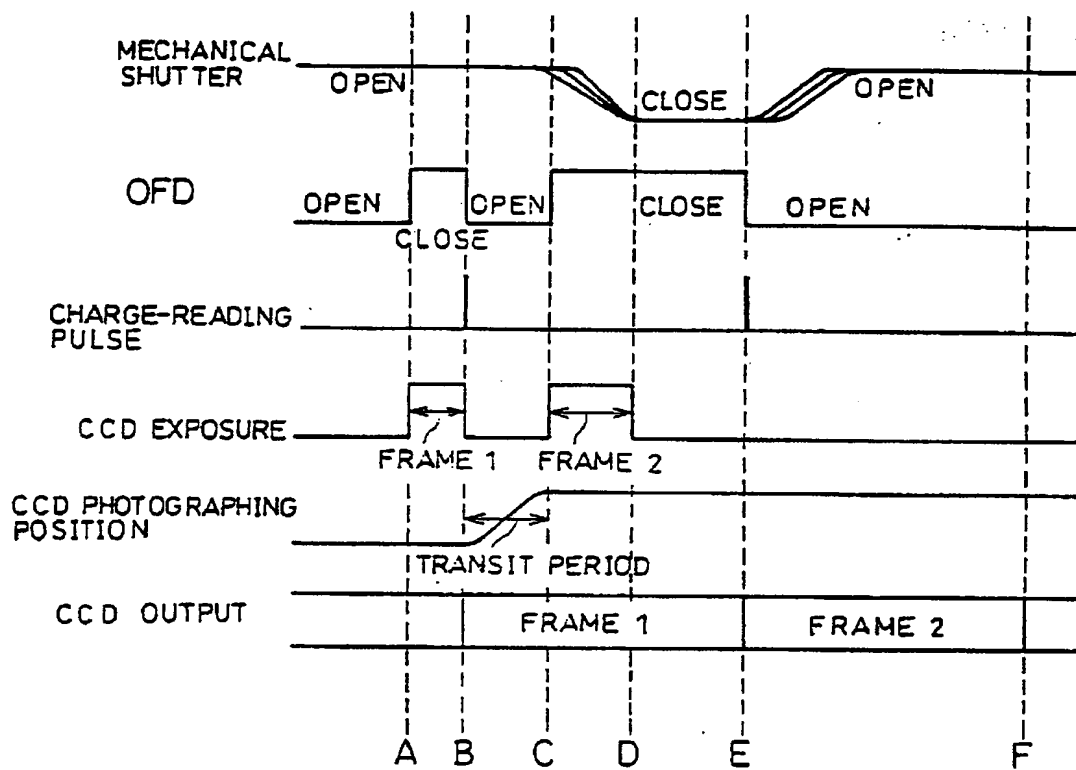 MECHANICAL
SHUTTER
OPEN
CLOSE
OPEN
OFD
OPEN
CLOSE
OPEN
CLOSE
OPEN
CHARGE-READING
PULSE
CCD EXPOSURE
FRAME 1
FRAME 2
CCD PHOTOGRAPHING
POSITION
TRANSIT PERIOD
CCD OUTPUT
FRAME 1
FRAME 2
A B C D E F